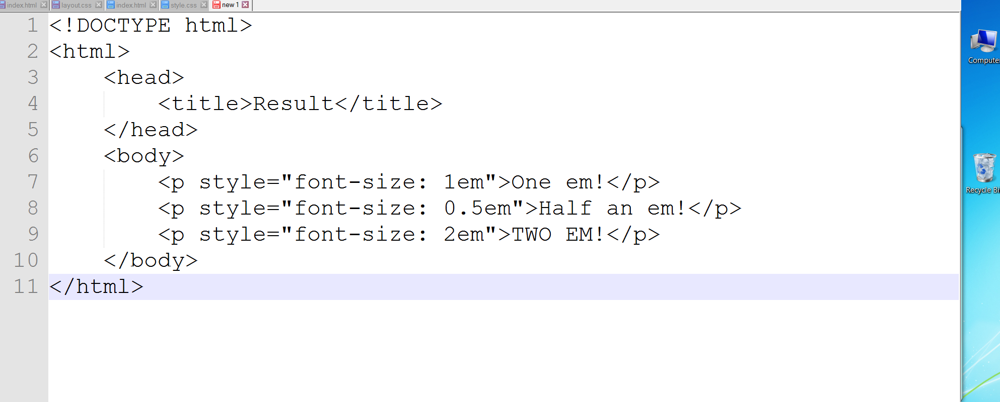 index.html layout.css index.html style.css new 1
1 <!DOCTYPE html>
2 <html>
3     <head>
4         <title>Result</title>
5     </head>
6     <body>
7         <p style="font-size: 1em">One em!</p>
8         <p style="font-size: 0.5em">Half an em!</p>
9         <p style="font-size: 2em">TWO EM!</p>
10     </body>
11 </html>
Compute
Recycle Bi